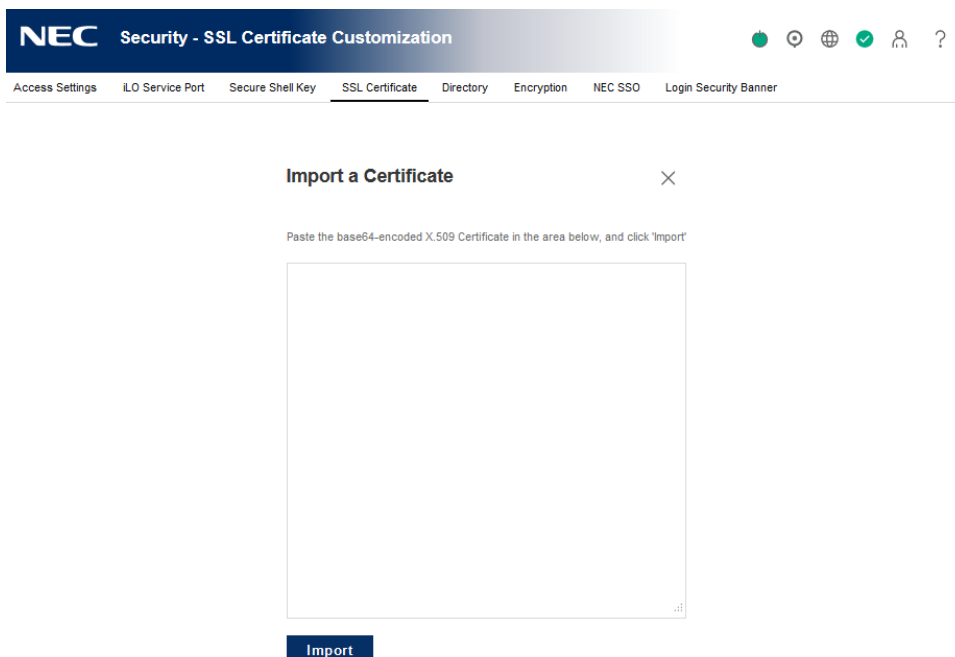 NEC Security - SSL Certificate Customization ?
Access Settings iLO Service Port Secure Shell Key SSL Certificate Directory Encryption NEC SSO Login Security Banner
Import a Certificate
Paste the base64-encoded X.509 Certificate in the area below, and click 'Import'
Import